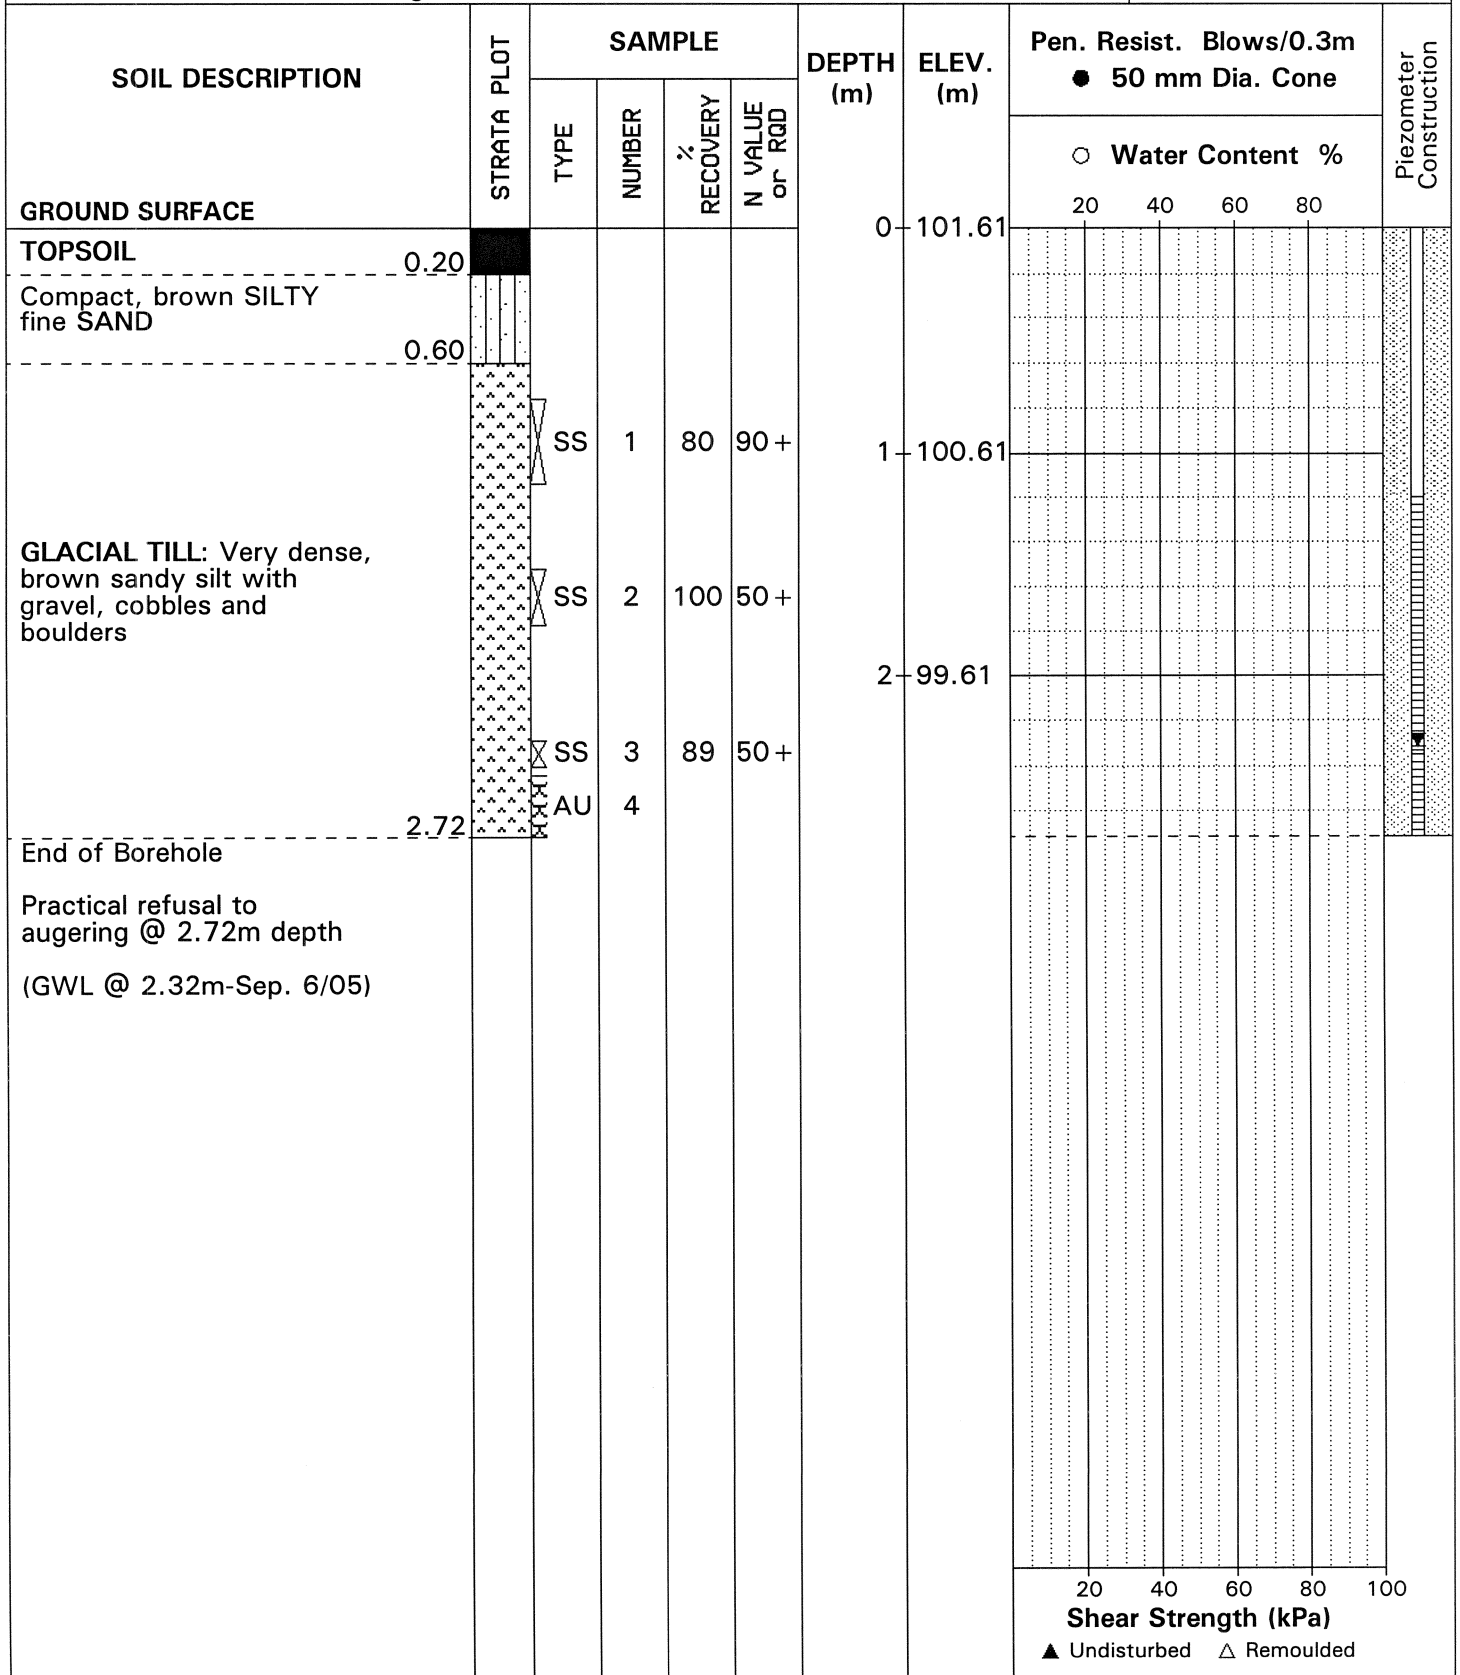 SOIL DESCRIPTION
GROUND SURFACE
STRATA PLOT
SAMPLE
TYPE
NUMBER
%
RECOVERY
N VALUE
or RQD
DEPTH
(m)
ELEV.
(m)
Pen. Resist. Blows/0.3m
● 50 mm Dia. Cone
○ Water Content %
20 40 60 80
Piezometer
Construction
0 101.61
TOPSOIL
0.20
Compact, brown SILTY
fine SAND
0.60
SS 1 80 90+
1 100.61
GLACIAL TILL: Very dense,
brown sandy silt with
gravel, cobbles and
boulders
SS 2 100 50+
2 99.61
SS 3 89 50+
AU 4
2.72
End of Borehole
Practical refusal to
augering @ 2.72m depth
(GWL @ 2.32m-Sep. 6/05)
20 40 60 80 100
Shear Strength (kPa)
▲ Undisturbed △ Remoulded